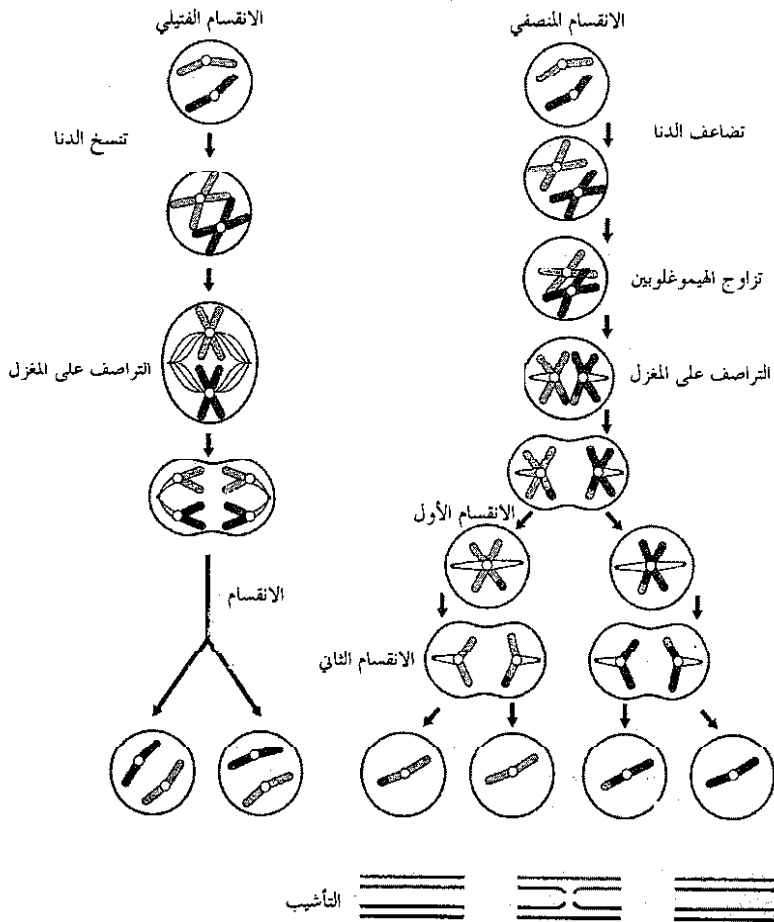 الانقسام المنصفي
تضاعف الدنا
تزاوج الهيموغلوبين
التراصف على المغزل
الانقسام الأول
الانقسام الثاني
الانقسام الفتيلي
تنسخ الدنا
التراصف على المغزل
الانقسام
التأشيب